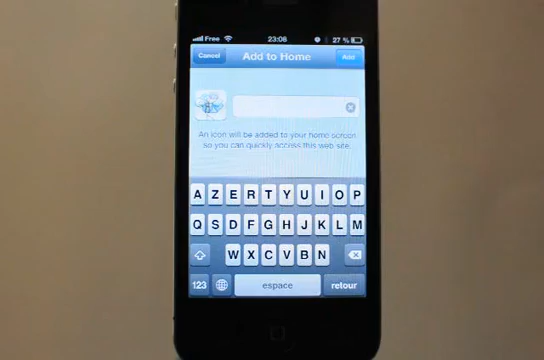 Free 23:08 27 %
Cancel Add to Home Add
An icon will be added to your home screen
so you can quickly access this web site.
A Z E R T Y U I O P
Q S D F G H J K L M
W X C V B N
123 espace retour